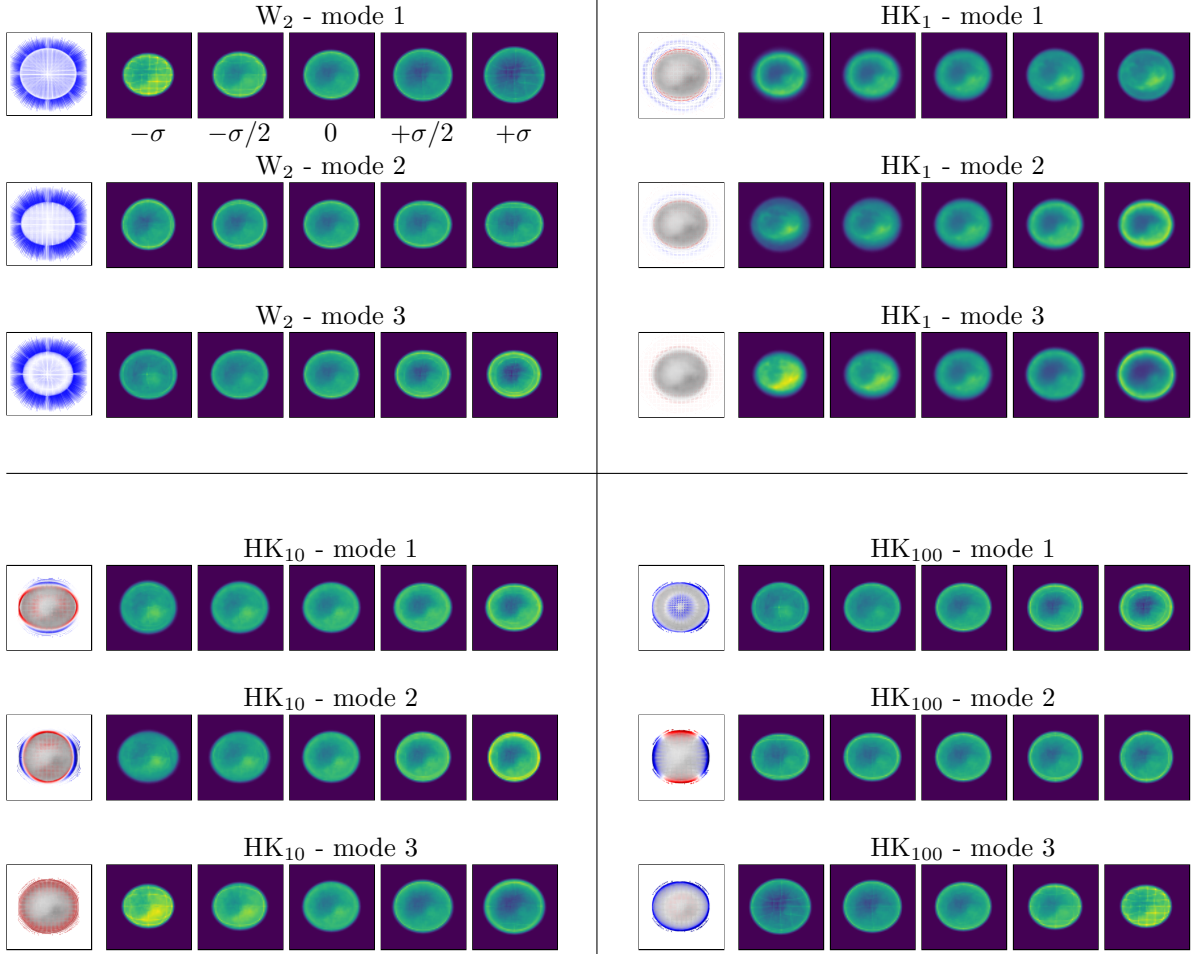 W₂ - mode 1
−σ −σ/2 0 +σ/2 +σ
W₂ - mode 2
W₂ - mode 3
HK₁ - mode 1
HK₁ - mode 2
HK₁ - mode 3
HK₁₀ - mode 1
HK₁₀ - mode 2
HK₁₀ - mode 3
HK₁₀₀ - mode 1
HK₁₀₀ - mode 2
HK₁₀₀ - mode 3